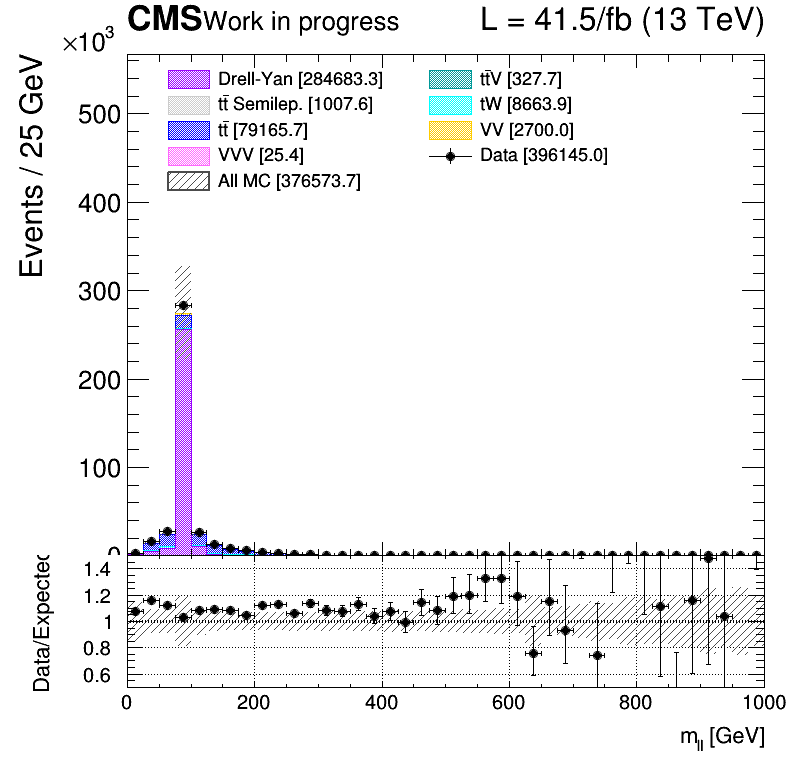 CMS Work in progress L = 41.5/fb (13 TeV)
×10³
Events / 25 GeV
Drell-Yan [284683.3]
tt̄ Semilep. [1007.6]
tt̄ [79165.7]
VVV [25.4]
All MC [376573.7]
tt̄V [327.7]
tW [8663.9]
VV [2700.0]
Data [396145.0]
500
400
300
200
100
0
Data/Expected
1.4
1.2
1
0.8
0.6
0 200 400 600 800 1000
m_ll [GeV]